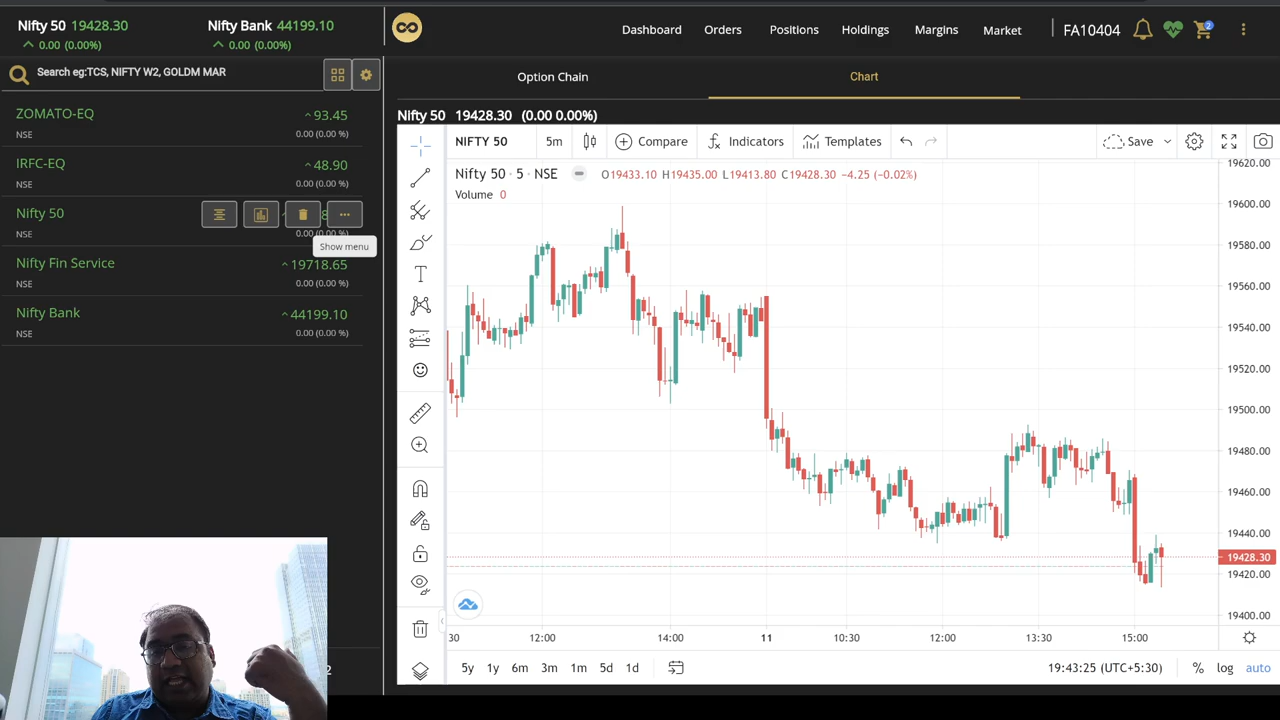 Nifty 50 19428.30
0.00 (0.00%)
Nifty Bank 44199.10
0.00 (0.00%)
Dashboard Orders Positions Holdings Margins Market
FA10404
2
Search eg:TCS, NIFTY W2, GOLDM MAR
Option Chain
Chart
ZOMATO-EQ 93.45
NSE 0.00 (0.00 %)
IRFC-EQ 48.90
NSE 0.00 (0.00 %)
Nifty 50
NSE 0.00 (0.00 %)
Show menu
Nifty Fin Service 19718.65
NSE 0.00 (0.00 %)
Nifty Bank 44199.10
NSE 0.00 (0.00 %)
Nifty 50 19428.30 (0.00 0.00%)
NIFTY 50 5m Compare Indicators Templates Save
Nifty 50 · 5 · NSE O19433.10 H19435.00 L19413.80 C19428.30 −4.25 (−0.02%)
Volume 0
19620.00
19600.00
19580.00
19560.00
19540.00
19520.00
19500.00
19480.00
19460.00
19440.00
19428.30
19420.00
19400.00
30 12:00 14:00 11 10:30 12:00 13:30 15:00
5y 1y 6m 3m 1m 5d 1d
19:43:25 (UTC+5:30) % log auto